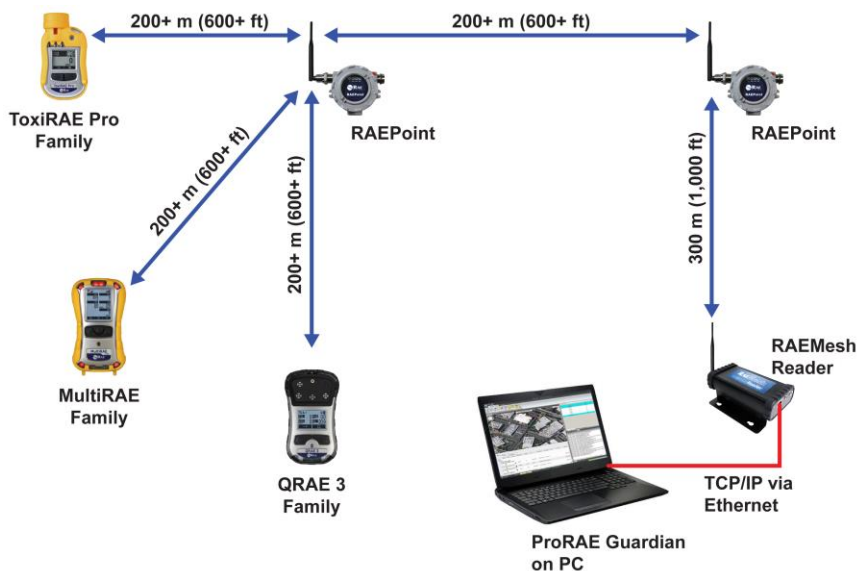 200+ m (600+ ft)
200+ m (600+ ft)
ToxiRAE Pro
Family
RAEPoint
RAEPoint
200+ m (600+ ft)
200+ m (600+ ft)
300 m (1,000 ft)
MultiRAE
Family
QRAE 3
Family
RAEMesh
Reader
TCP/IP via
Ethernet
ProRAE Guardian
on PC